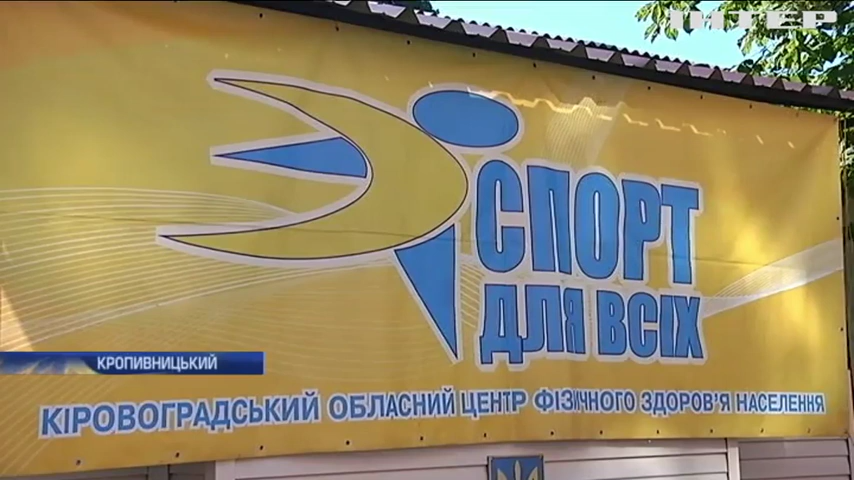 ІНТЕР
СПОРТ
ДЛЯ ВСІХ
КРОПИВНИЦЬКИЙ
КІРОВОГРАДСЬКИЙ ОБЛАСНИЙ ЦЕНТР ФІЗИЧНОГО ЗДОРОВ'Я НАСЕЛЕННЯ